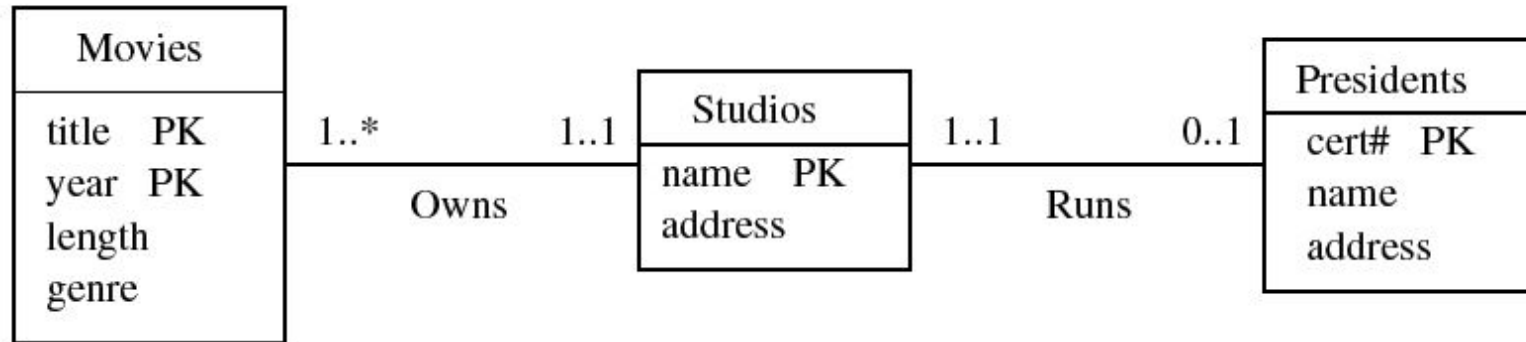 Movies
title PK
year PK
length
genre
1..*
1..1
Owns
Studios
name PK
address
1..1
0..1
Runs
Presidents
cert# PK
name
address